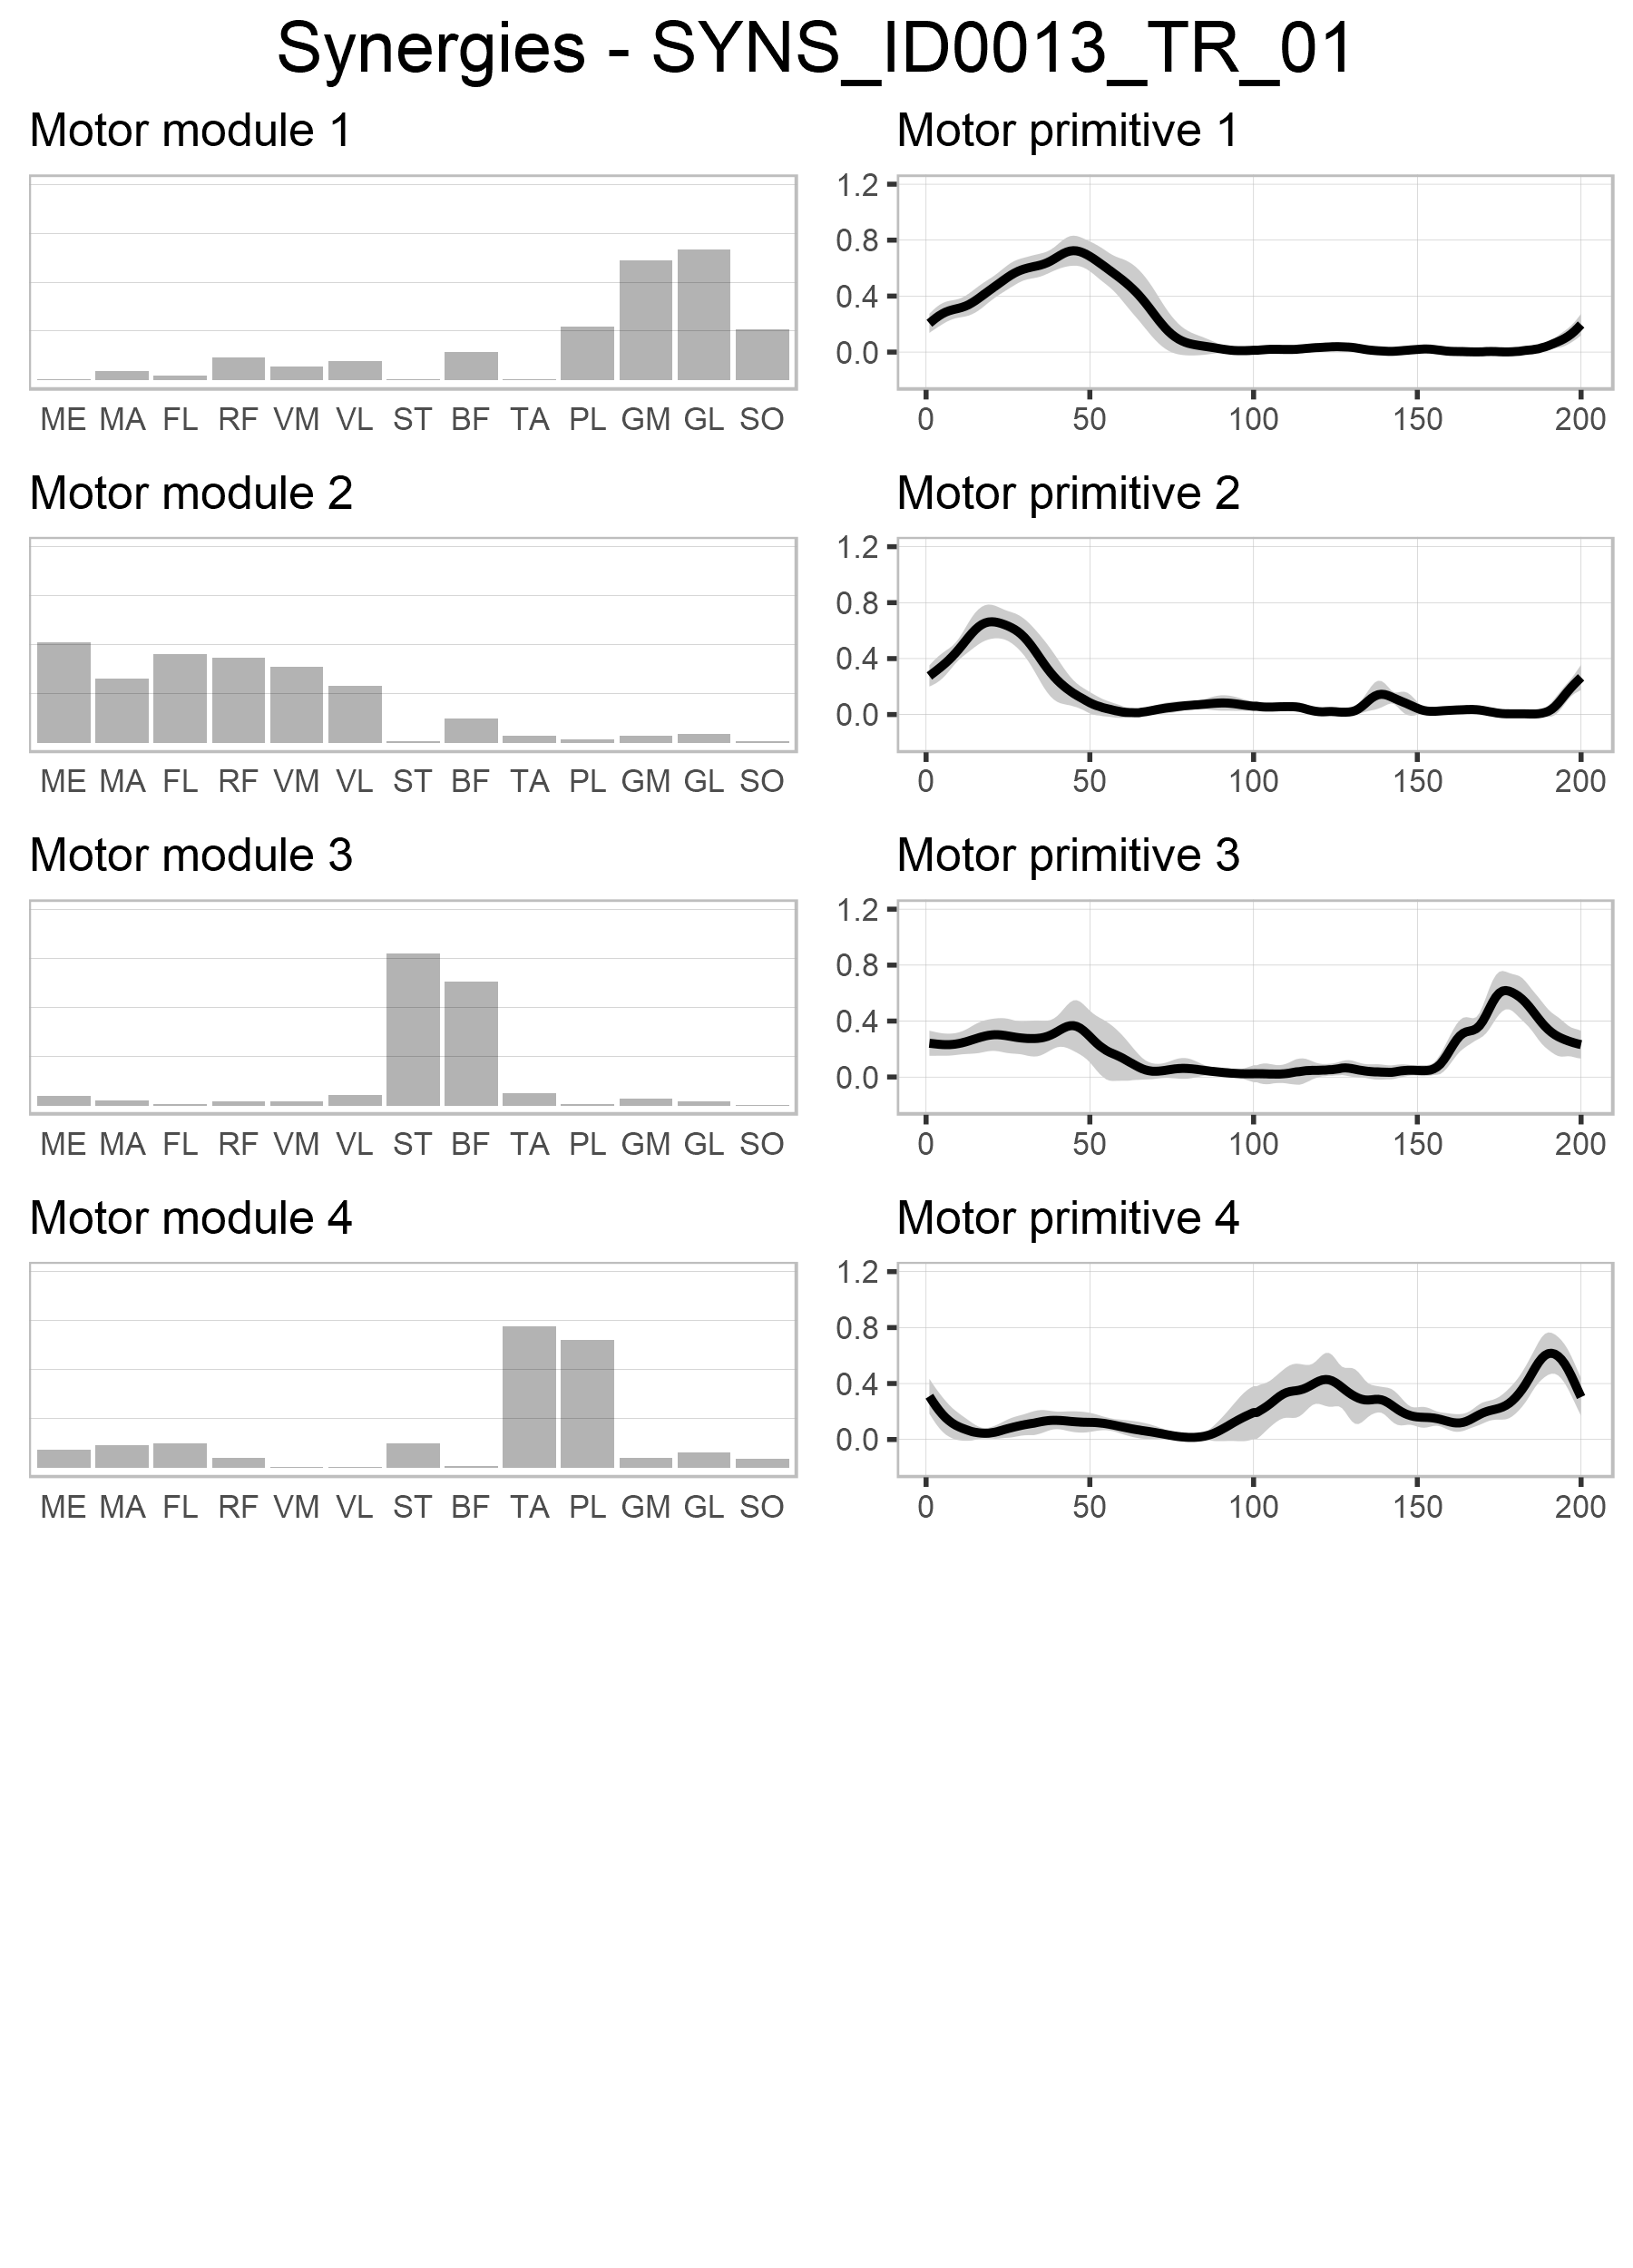 Synergies - SYNS_ID0013_TR_01
Motor module 1
Motor primitive 1
1.2
0.8
0.4
0.0
ME MA FL RF VM VL ST BF TA PL GM GL SO
0 50 100 150 200
Motor module 2
Motor primitive 2
1.2
0.8
0.4
0.0
ME MA FL RF VM VL ST BF TA PL GM GL SO
0 50 100 150 200
Motor module 3
Motor primitive 3
1.2
0.8
0.4
0.0
ME MA FL RF VM VL ST BF TA PL GM GL SO
0 50 100 150 200
Motor module 4
Motor primitive 4
1.2
0.8
0.4
0.0
ME MA FL RF VM VL ST BF TA PL GM GL SO
0 50 100 150 200